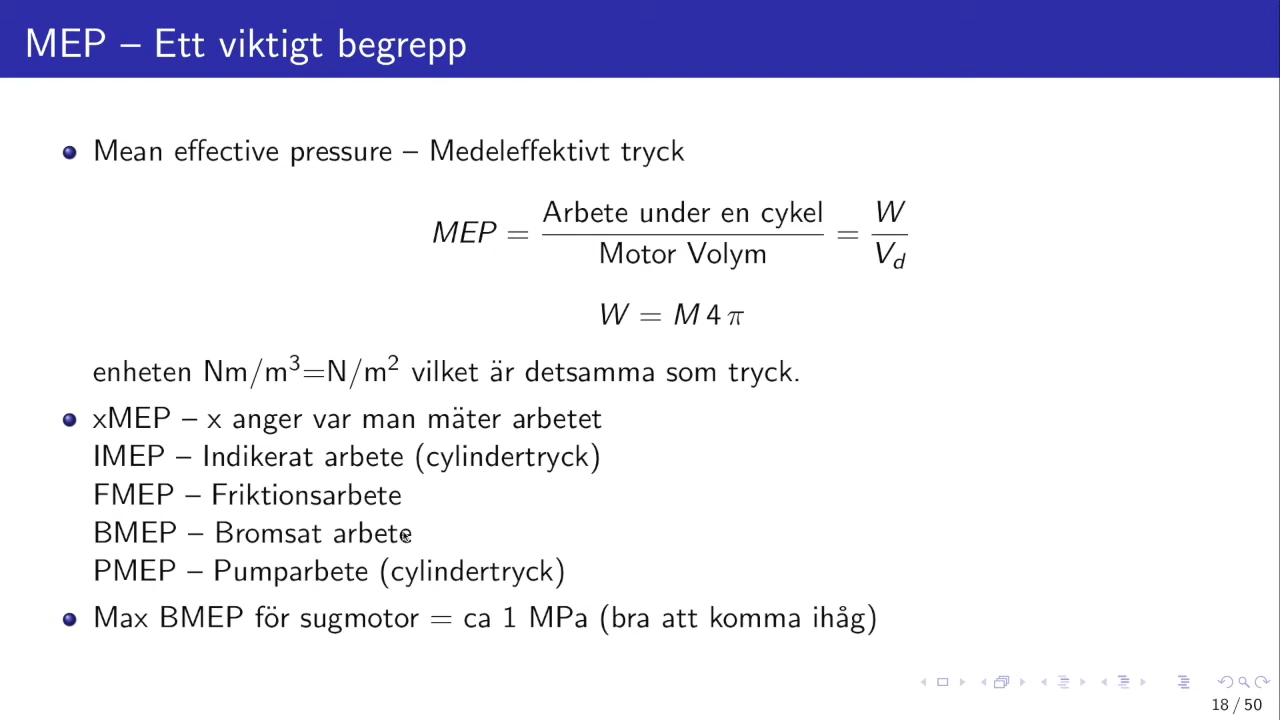 MEP – Ett viktigt begrepp
Mean effective pressure – Medeleffektivt tryck
MEP = Arbete under en cykel / Motor Volym = W / V_d
W = M 4 π
enheten Nm/m³=N/m² vilket är detsamma som tryck.
xMEP – x anger var man mäter arbetet
IMEP – Indikerat arbete (cylindertryck)
FMEP – Friktionsarbete
BMEP – Bromsat arbete
PMEP – Pumparbete (cylindertryck)
Max BMEP för sugmotor = ca 1 MPa (bra att komma ihåg)
18 / 50